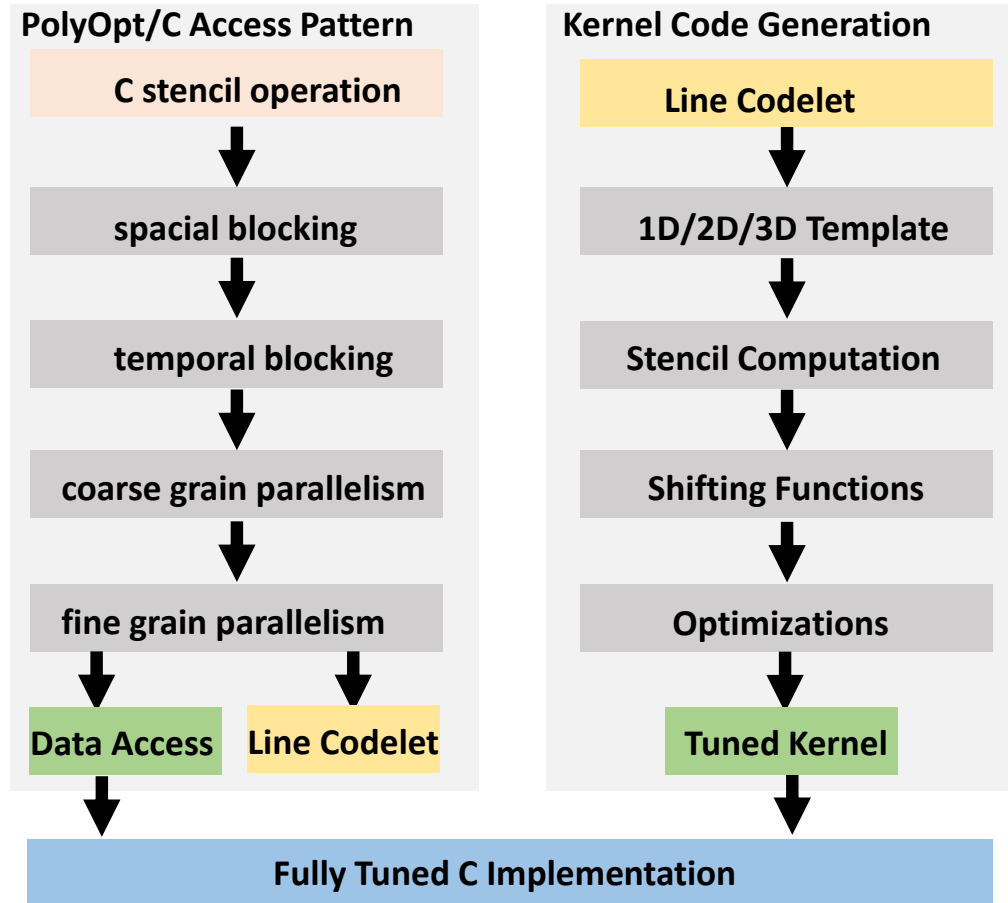 PolyOpt/C Access Pattern
C stencil operation
spacial blocking
temporal blocking
coarse grain parallelism
fine grain parallelism
Data Access
Line Codelet
Kernel Code Generation
Line Codelet
1D/2D/3D Template
Stencil Computation
Shifting Functions
Optimizations
Tuned Kernel
Fully Tuned C Implementation